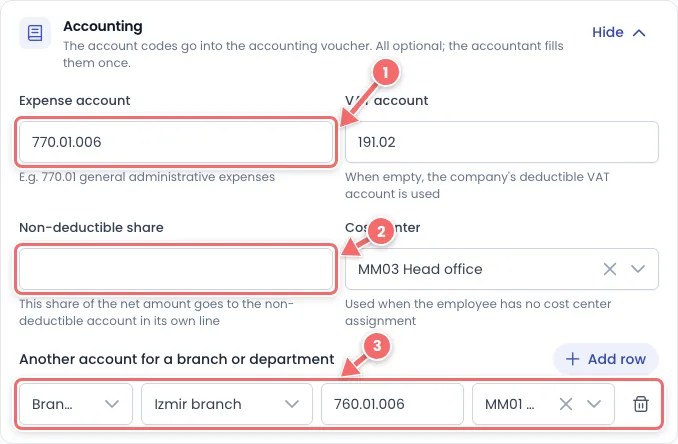 Accounting
The account codes go into the accounting voucher. All optional; the accountant fills
them once.
Hide
1
Expense account
VAT account
770.01.006
191.02
E.g. 770.01 general administrative expenses
When empty, the company's deductible VAT
account is used
2
Non-deductible share
Cost center
MM03 Head office
This share of the net amount goes to the non-
deductible account in its own line
Used when the employee has no cost center
assignment
3
Another account for a branch or department
+ Add row
Bran...
Izmir branch
760.01.006
MM01 ...